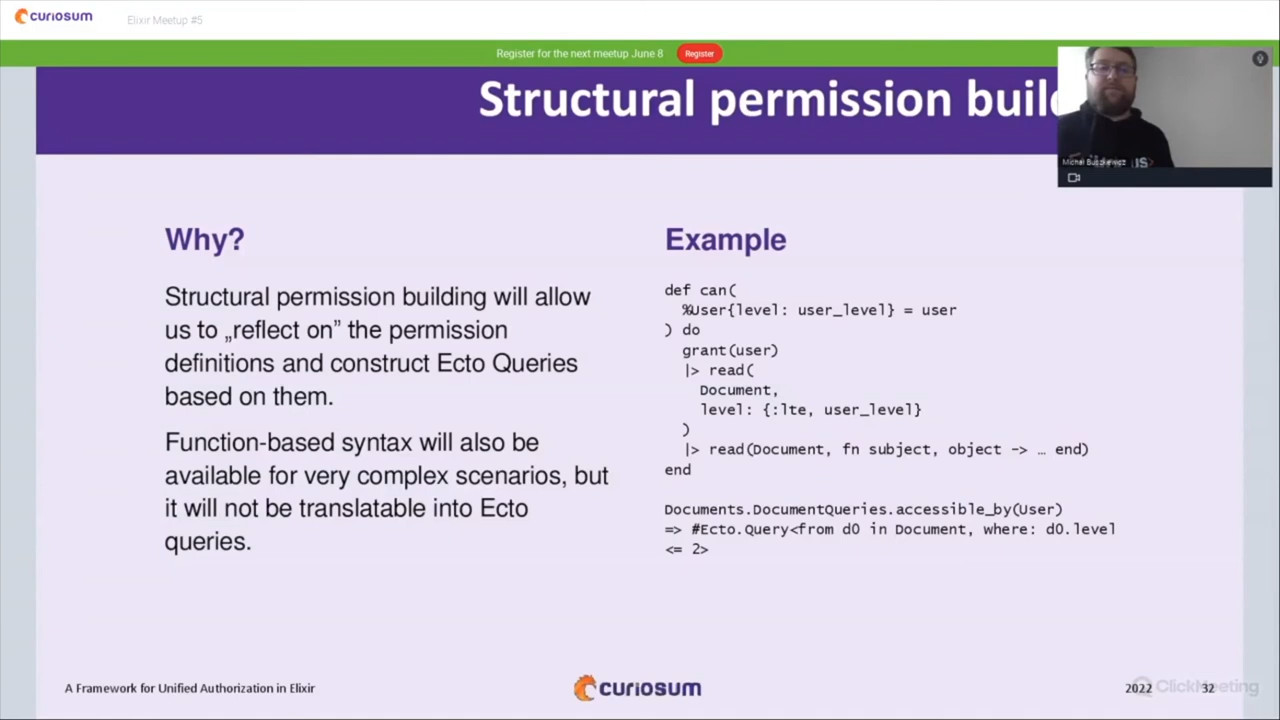 curiosum
Elixir Meetup #5
Register for the next meetup June 8
Register
Structural permission buil
Michał Buszkiewicz
Why?
Structural permission building will allow
us to „reflect on” the permission
definitions and construct Ecto Queries
based on them.
Function-based syntax will also be
available for very complex scenarios, but
it will not be translatable into Ecto
queries.
Example
def can(
%User{level: user_level} = user
) do
grant(user)
|> read(
Document,
level: {:lte, user_level}
)
|> read(Document, fn subject, object -> … end)
end
Documents.DocumentQueries.accessible_by(User)
=> #Ecto.Query<from d0 in Document, where: d0.level
<= 2>
A Framework for Unified Authorization in Elixir
curiosum
2022
ClickMeeting
32